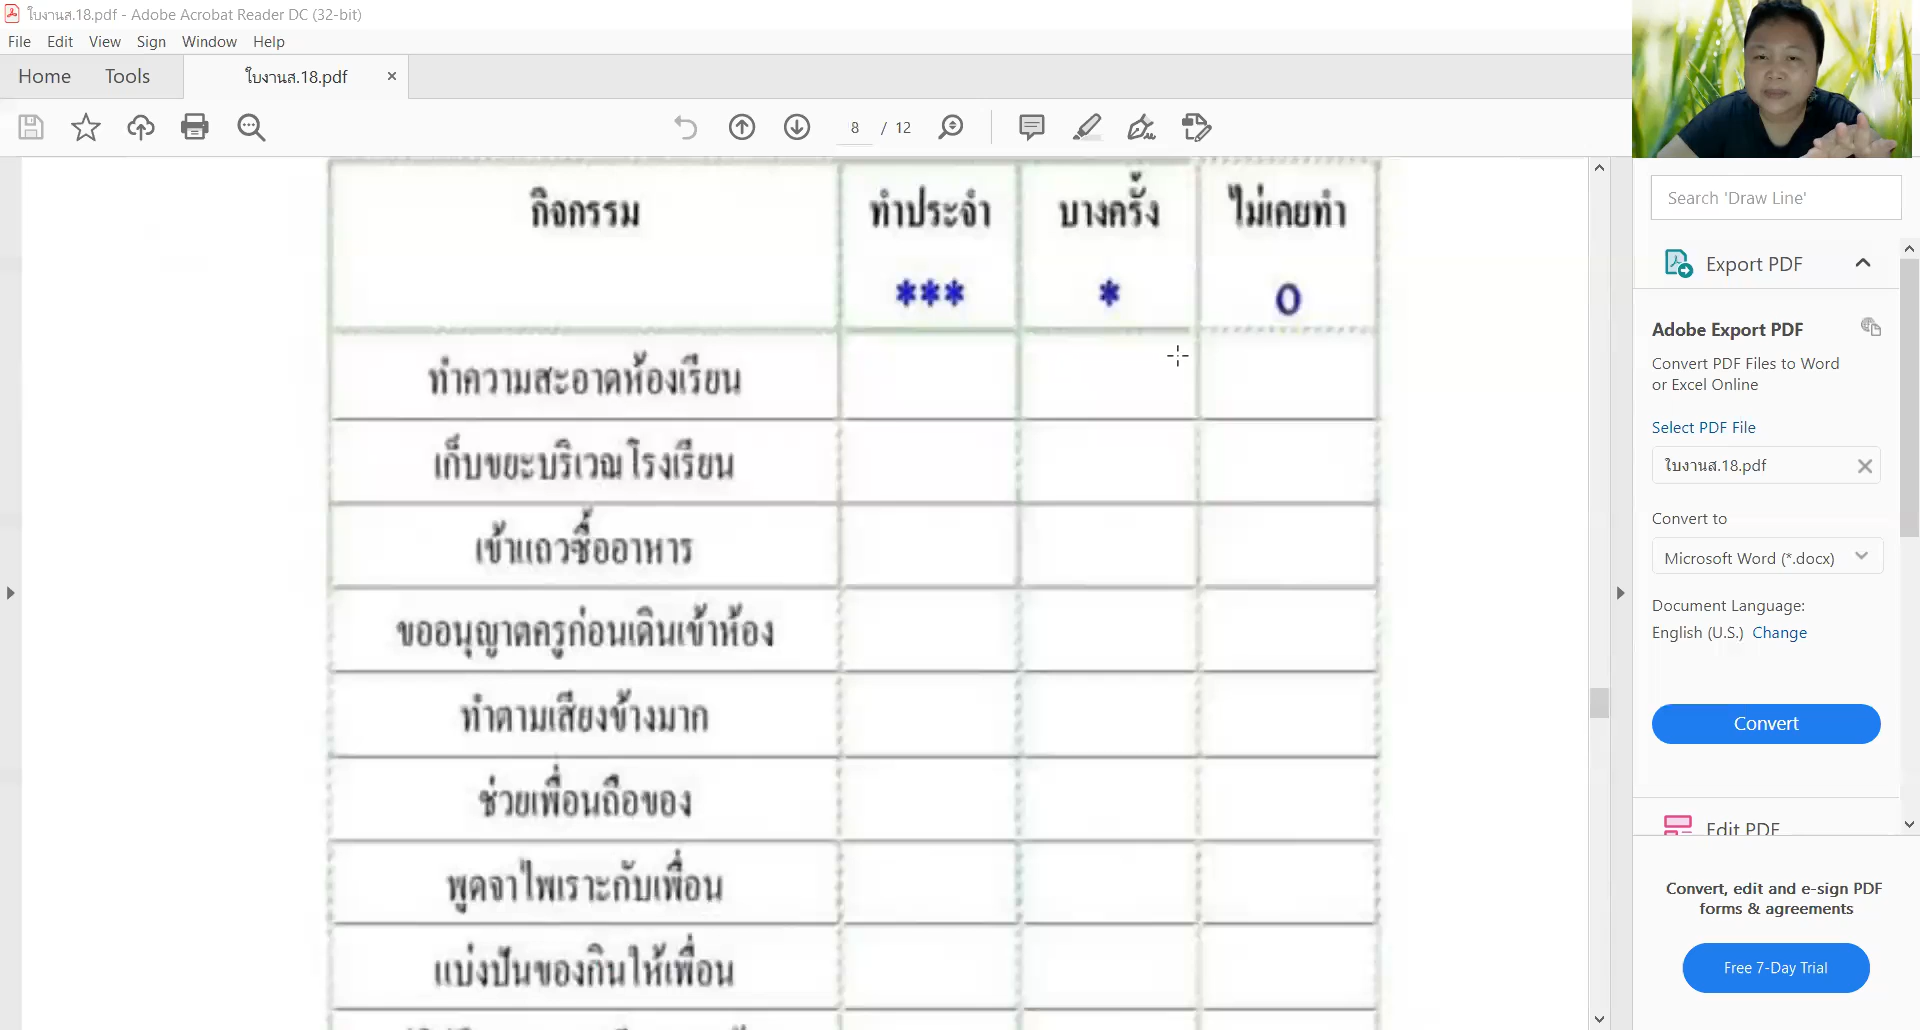 ใบงานส.18.pdf - Adobe Acrobat Reader DC (32-bit)
File Edit View Sign Window Help
Home Tools ใบงานส.18.pdf
8 / 12
Search 'Draw Line'
Export PDF
Adobe Export PDF
Convert PDF Files to Word
or Excel Online
Select PDF File
ใบงานส.18.pdf
Convert to
Microsoft Word (*.docx)
Document Language:
English (U.S.) Change
Convert
Edit PDF
Convert, edit and e-sign PDF
forms & agreements
Free 7-Day Trial
กิจกรรม ทำประจำ บางครั้ง ไม่เคยทำ
*** * O
ทำความสะอาดห้องเรียน
เก็บขยะบริเวณโรงเรียน
เข้าแถวซื้ออาหาร
ขออนุญาตครูก่อนเดินเข้าห้อง
ทำตามเสียงข้างมาก
ช่วยเพื่อนถือของ
พูดจาไพเราะกับเพื่อน
แบ่งปันของกินให้เพื่อน